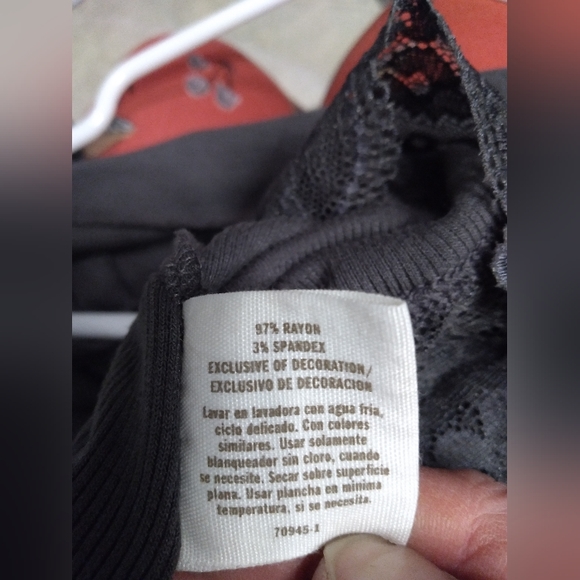 97% RAYON
3% SPANDEX
EXCLUSIVE OF DECORATION/
EXCLUSIVO DE DECORACION
Lavar en lavadora con agua fria,
ciclo delicado. Con colores
similares. Usar solamente
blanqueador sin cloro, cuando
se necesite. Secar sobre superficie
plana. Usar plancha en minima
temperatura, si se necesita.
70945-1